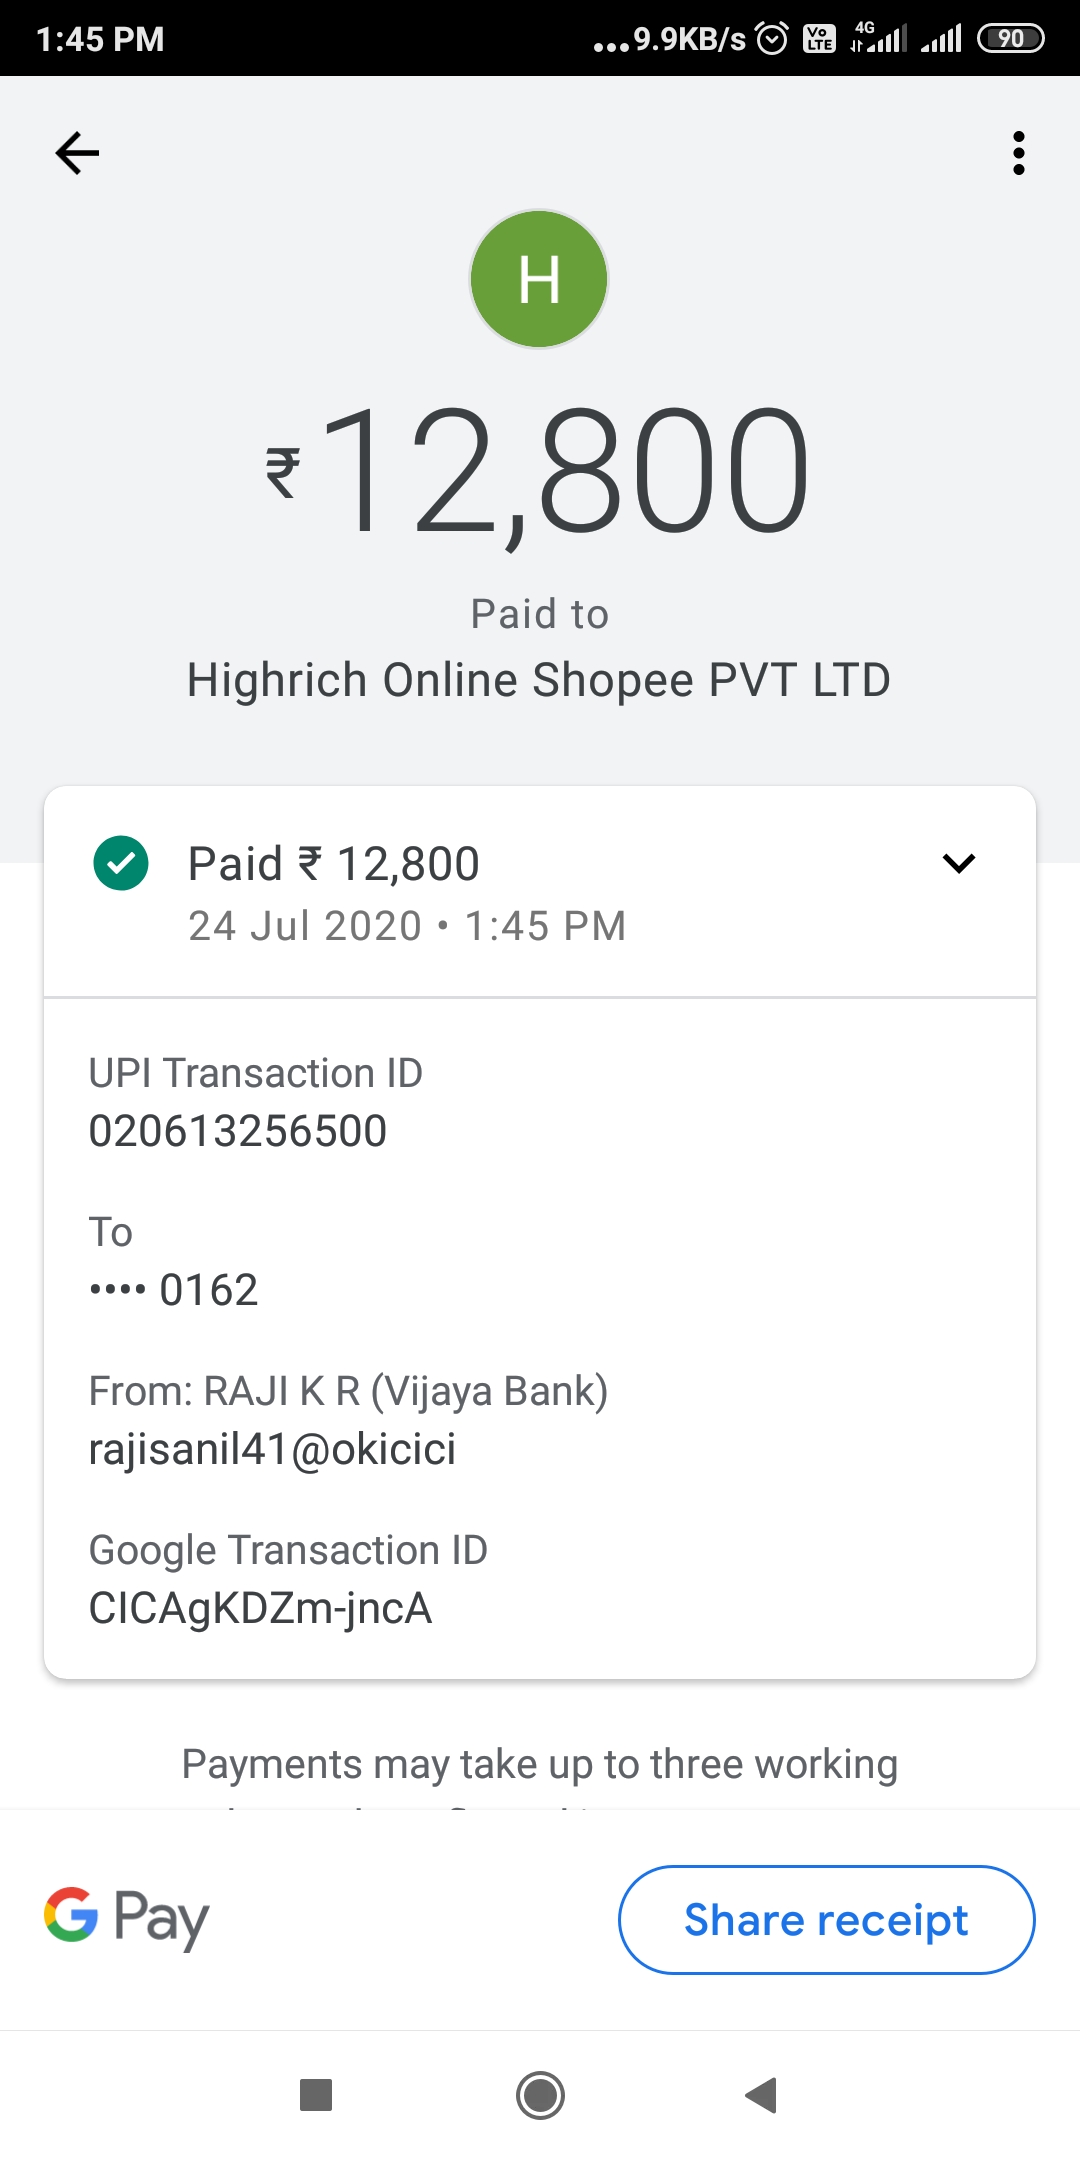 1:45 PM
...9.9KB/s Vo LTE 4G 90
H
₹12,800
Paid to
Highrich Online Shopee PVT LTD
Paid ₹ 12,800
24 Jul 2020 • 1:45 PM
UPI Transaction ID
020613256500
To
•••• 0162
From: RAJI K R (Vijaya Bank)
rajisanil41@okicici
Google Transaction ID
CICAgKDZm-jncA
Payments may take up to three working
G Pay
Share receipt